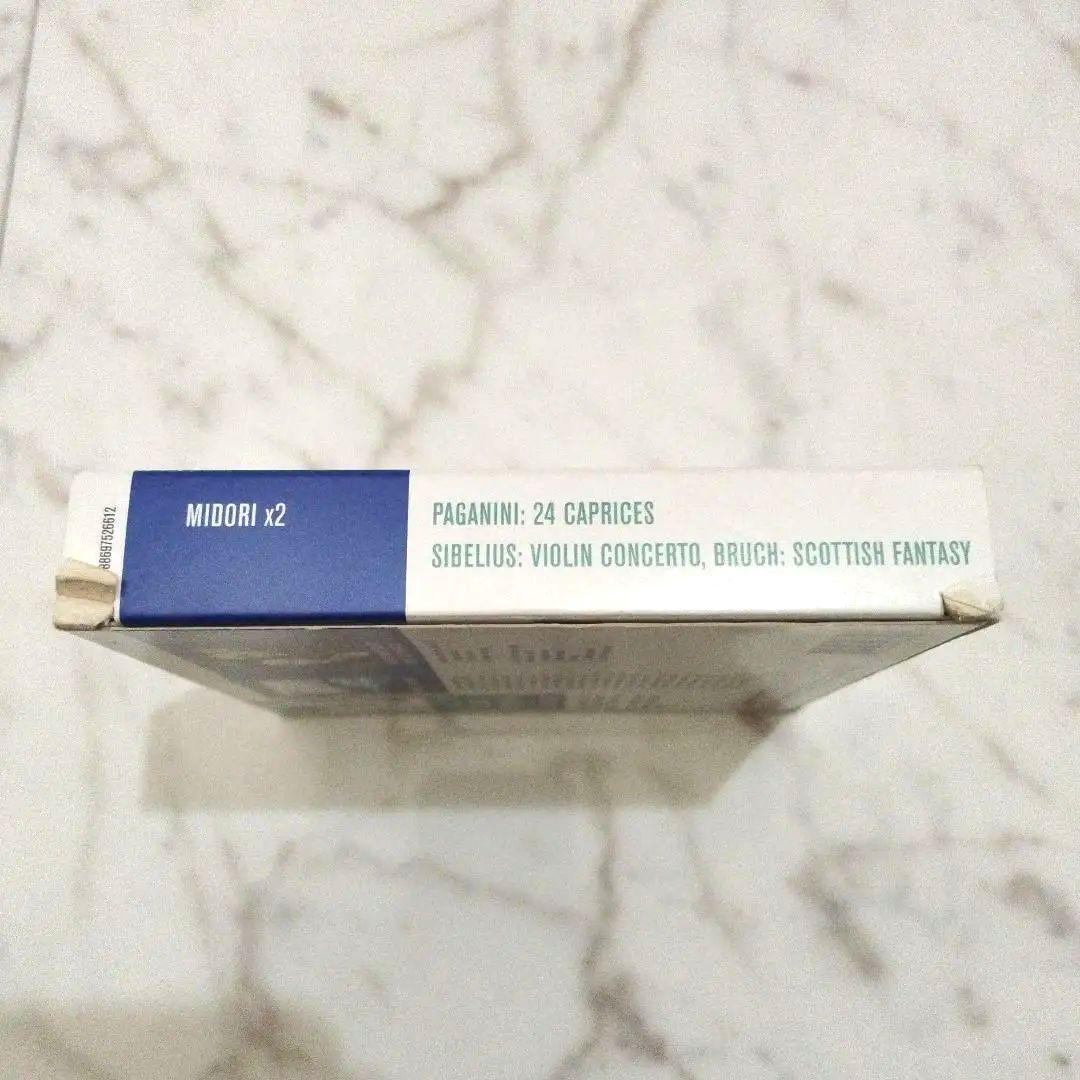 88697526612
MIDORI x2
PAGANINI: 24 CAPRICES
SIBELIUS: VIOLIN CONCERTO, BRUCH: SCOTTISH FANTASY